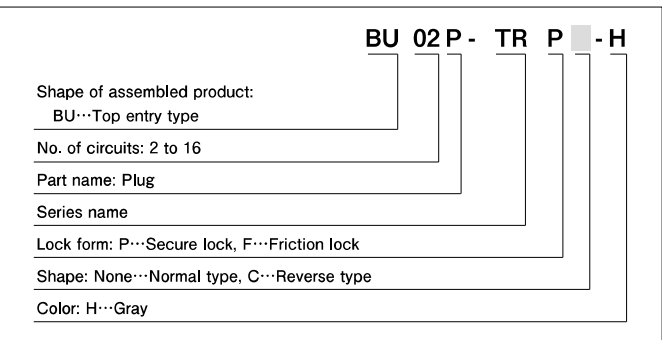 BU 02 P - TR P - H
Shape of assembled product:
BU···Top entry type
No. of circuits: 2 to 16
Part name: Plug
Series name
Lock form: P···Secure lock, F···Friction lock
Shape: None···Normal type, C···Reverse type
Color: H···Gray